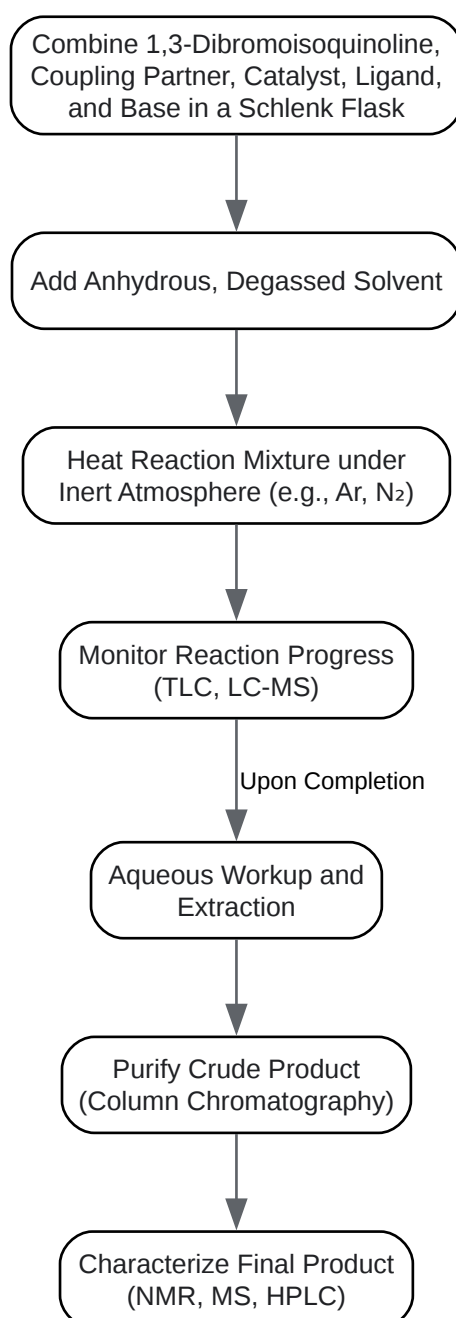 Combine 1,3-Dibromoisoquinoline,
Coupling Partner, Catalyst, Ligand,
and Base in a Schlenk Flask
Add Anhydrous, Degassed Solvent
Heat Reaction Mixture under
Inert Atmosphere (e.g., Ar, N₂)
Monitor Reaction Progress
(TLC, LC-MS)
Upon Completion
Aqueous Workup and
Extraction
Purify Crude Product
(Column Chromatography)
Characterize Final Product
(NMR, MS, HPLC)